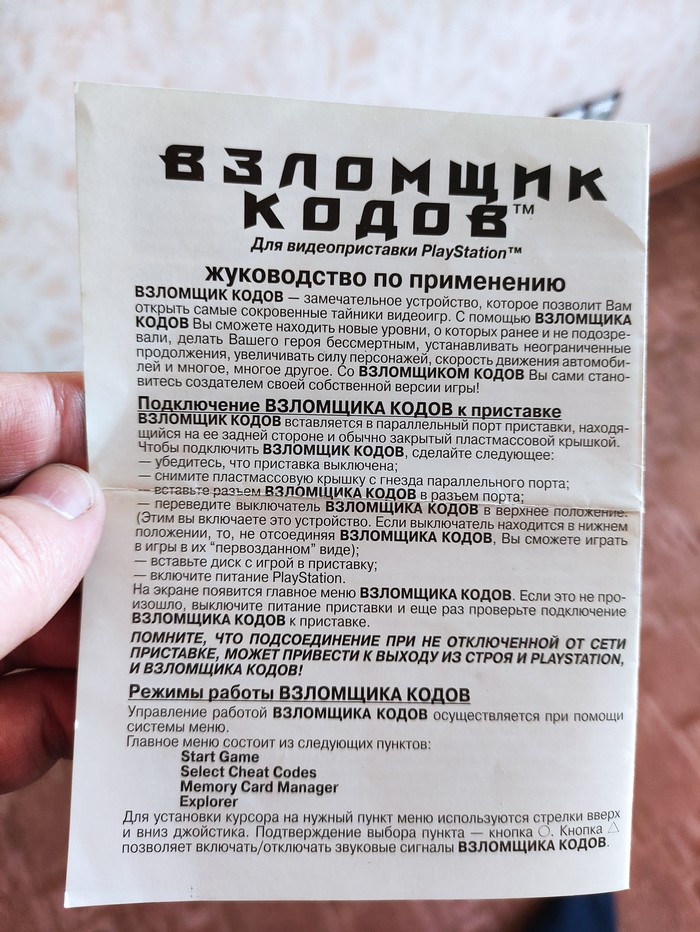 ВЗЛОМЩИК
КОДОВ™
Для видеоприставки PlayStation™
жуководство по применению
ВЗЛОМЩИК КОДОВ — замечательное устройство, которое позволит Вам
открыть самые сокровенные тайники видеоигр. С помощью ВЗЛОМЩИКА
КОДОВ Вы сможете находить новые уровни, о которых ранее и не подозре-
вали, делать Вашего героя бессмертным, устанавливать неограниченные
продолжения, увеличивать силу персонажей, скорость движения автомоби-
лей и многое, многое другое. Со ВЗЛОМЩИКОМ КОДОВ Вы сами стано-
витесь создателем своей собственной версии игры!
Подключение ВЗЛОМЩИКА КОДОВ к приставке
ВЗЛОМЩИК КОДОВ вставляется в параллельный порт приставки, находя-
щийся на ее задней стороне и обычно закрытый пластмассовой крышкой.
Чтобы подключить ВЗЛОМЩИК КОДОВ, сделайте следующее:
— убедитесь, что приставка выключена;
— снимите пластмассовую крышку с гнезда параллельного порта;
— вставьте разъем ВЗЛОМЩИКА КОДОВ в разъем порта;
— переведите выключатель ВЗЛОМЩИКА КОДОВ в верхнее положение.
(Этим вы включаете это устройство. Если выключатель находится в нижнем
положении, то, не отсоединяя ВЗЛОМЩИКА КОДОВ, Вы сможете играть
в игры в их “первозданном” виде);
— вставьте диск с игрой в приставку;
— включите питание PlayStation.
На экране появится главное меню ВЗЛОМЩИКА КОДОВ. Если это не про-
изошло, выключите питание приставки и еще раз проверьте подключение
ВЗЛОМЩИКА КОДОВ к приставке.
ПОМНИТЕ, ЧТО ПОДСОЕДИНЕНИЕ ПРИ НЕ ОТКЛЮЧЕННОЙ ОТ СЕТИ
ПРИСТАВКЕ, МОЖЕТ ПРИВЕСТИ К ВЫХОДУ ИЗ СТРОЯ И PLAYSTATION,
И ВЗЛОМЩИКА КОДОВ!
Режимы работы ВЗЛОМЩИКА КОДОВ
Управление работой ВЗЛОМЩИКА КОДОВ осуществляется при помощи
системы меню.
Главное меню состоит из следующих пунктов:
Start Game
Select Cheat Codes
Memory Card Manager
Explorer
Для установки курсора на нужный пункт меню используются стрелки вверх
и вниз джойстика. Подтверждение выбора пункта — кнопка ○. Кнопка △
позволяет включать/отключать звуковые сигналы ВЗЛОМЩИКА КОДОВ.